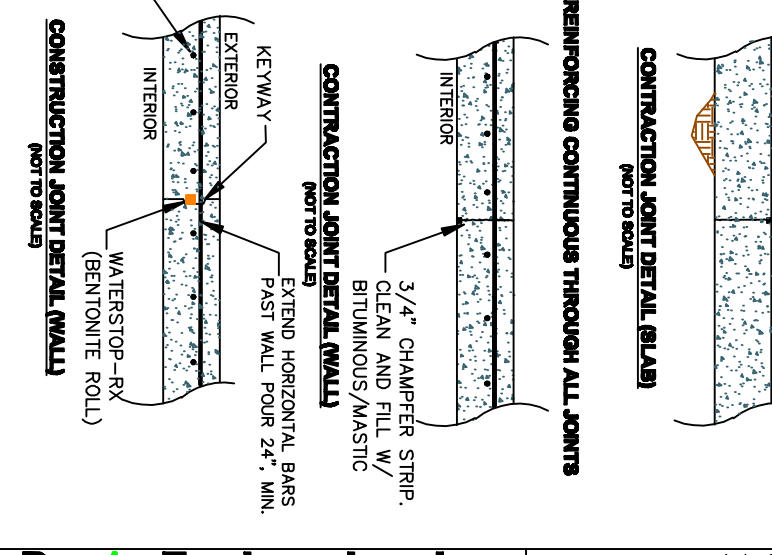 CONTRACTION JOINT DETAIL (SLAB)
(NOT TO SCALE)
REINFORCING CONTINUOUS THROUGH ALL JOINTS
INTERIOR
3/4" CHAMPFER STRIP.
CLEAN AND FILL W/
BITUMINOUS/MASTIC
CONTRACTION JOINT DETAIL (WALL)
(NOT TO SCALE)
KEYWAY
EXTERIOR
INTERIOR
EXTEND HORIZONTAL BARS
PAST WALL POUR 24", MIN.
WATERSTOP-RX
(BENTONITE ROLL)
CONSTRUCTION JOINT DETAIL (WALL)
(NOT TO SCALE)